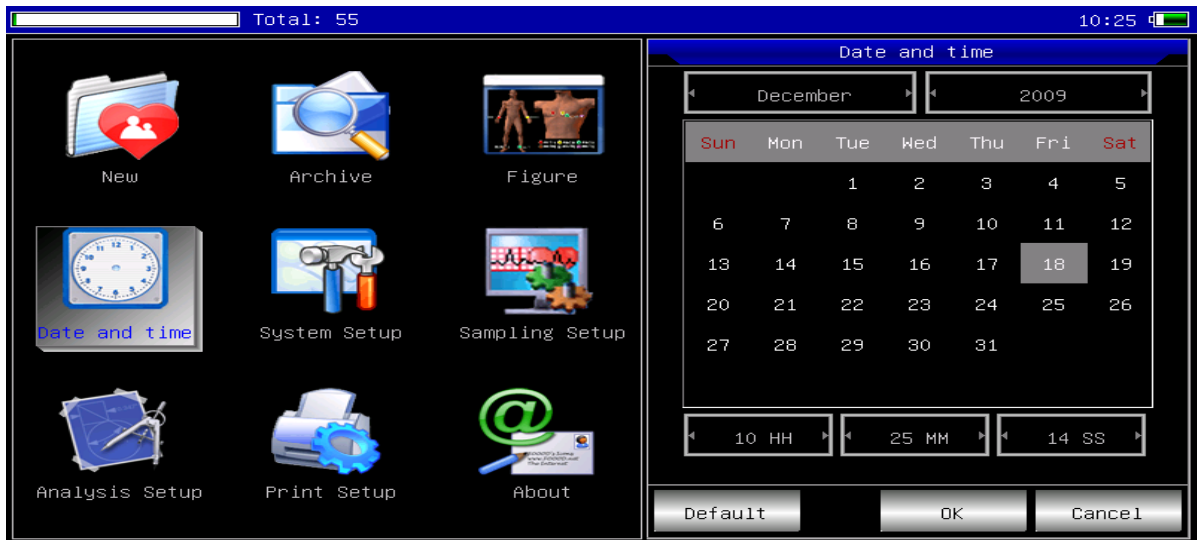 Total: 55
10:25
New
Archive
Figure
Date and time
System Setup
Sampling Setup
Analysis Setup
Print Setup
About
Date and time
December
2009
Sun Mon Tue Wed Thu Fri Sat
1 2 3 4 5
6 7 8 9 10 11 12
13 14 15 16 17 18 19
20 21 22 23 24 25 26
27 28 29 30 31
10 HH
25 MM
14 SS
Default
OK
Cancel